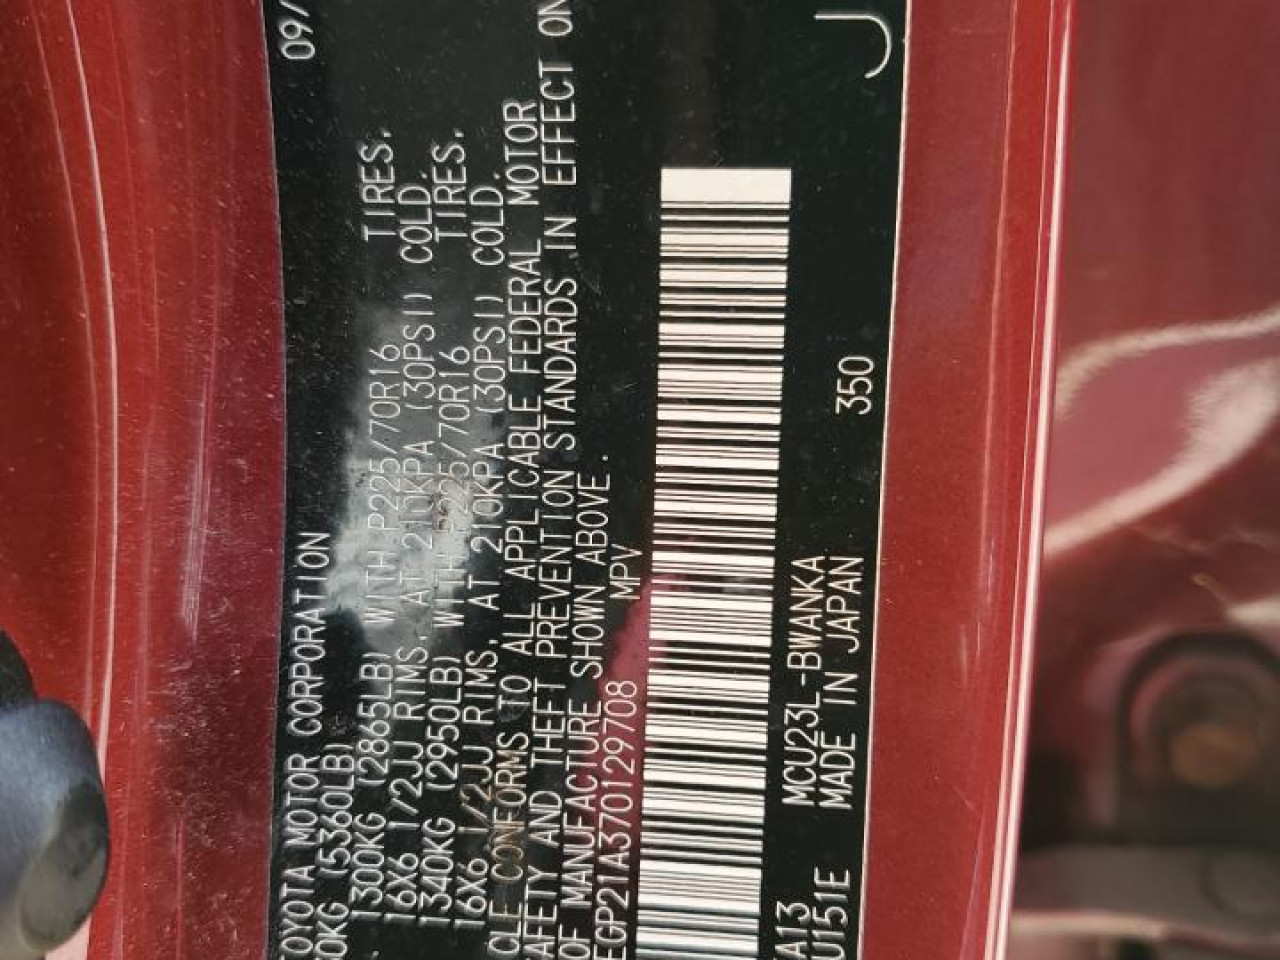 09/
TOYOTA MOTOR CORPORATION
0KG (5360LB)
1300KG (2865LB) WITH P225/70R16 TIRES.
16X6 1/2JJ RIMS, AT 210KPA (30PSI) COLD.
1340KG (2950LB) WITH P225/70R16 TIRES.
16X6 1/2JJ RIMS, AT 210KPA (30PSI) COLD.
CLE CONFORMS TO ALL APPLICABLE FEDERAL MOTOR
AFETY AND THEFT PREVENTION STANDARDS IN EFFECT ON
OF MANUFACTURE SHOWN ABOVE.
EGP21A370129708 MPV
A13 MCU23L-BWANKA
U151E MADE IN JAPAN 350 J